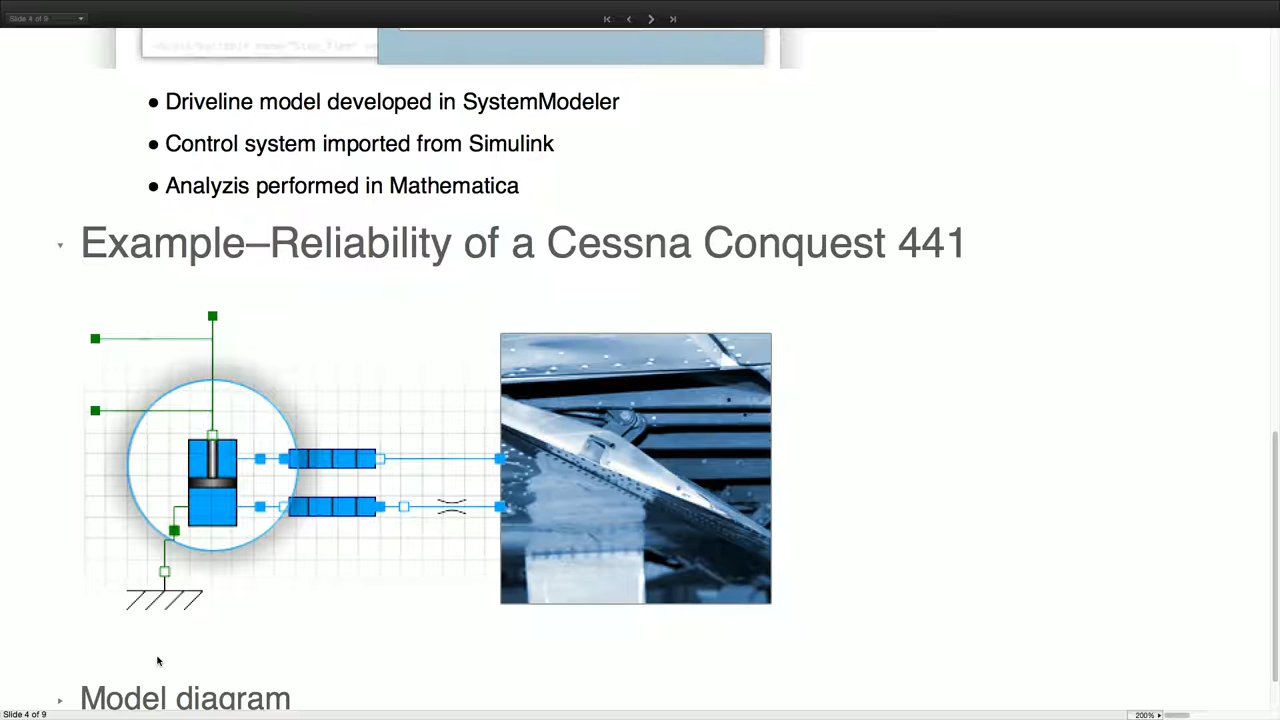 Slide 4 of 9
● Driveline model developed in SystemModeler
● Control system imported from Simulink
● Analyzis performed in Mathematica
Example–Reliability of a Cessna Conquest 441
Model diagram
Slide 4 of 9
200%